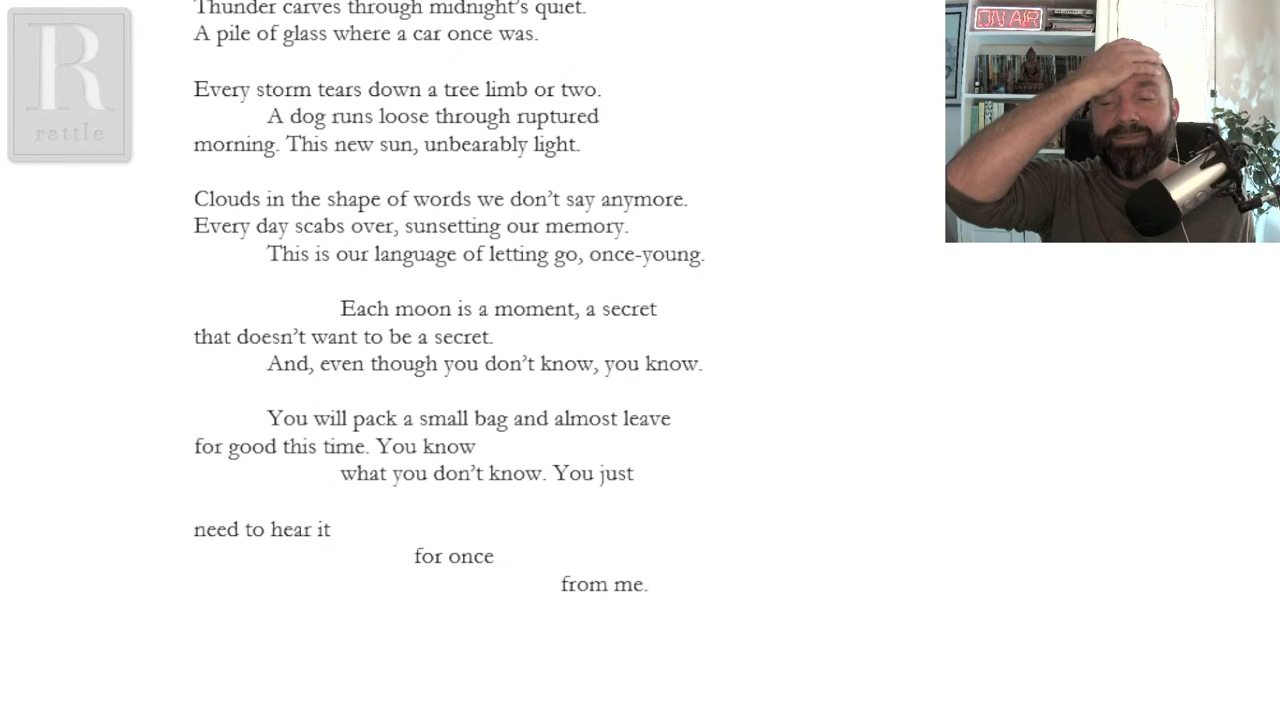 Thunder carves through midnight's quiet.
A pile of glass where a car once was.
Every storm tears down a tree limb or two.
A dog runs loose through ruptured
morning. This new sun, unbearably light.
Clouds in the shape of words we don't say anymore.
Every day scabs over, sunsetting our memory.
This is our language of letting go, once-young.
Each moon is a moment, a secret
that doesn't want to be a secret.
And, even though you don't know, you know.
You will pack a small bag and almost leave
for good this time. You know
what you don't know. You just
need to hear it
for once
from me.
R
rattle
ON AIR